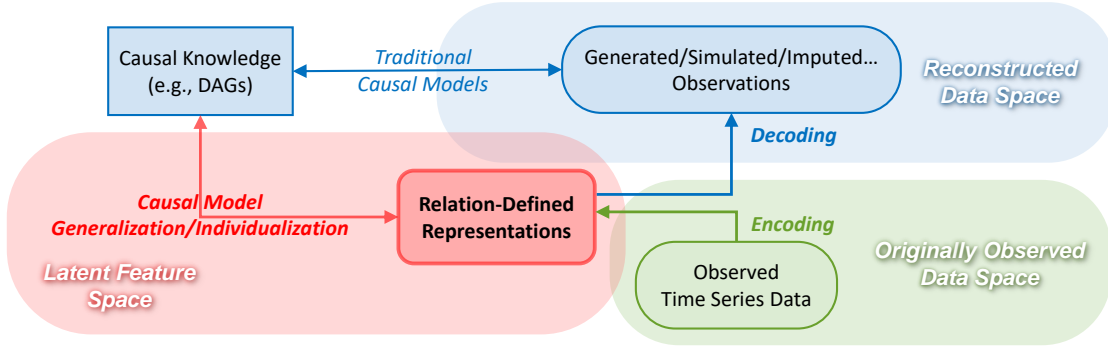 Causal Knowledge
(e.g., DAGs)
Traditional
Causal Models
Generated/Simulated/Imputed…
Observations
Reconstructed
Data Space
Decoding
Causal Model
Generalization/Individualization
Relation-Defined
Representations
Encoding
Latent Feature
Space
Observed
Time Series Data
Originally Observed
Data Space